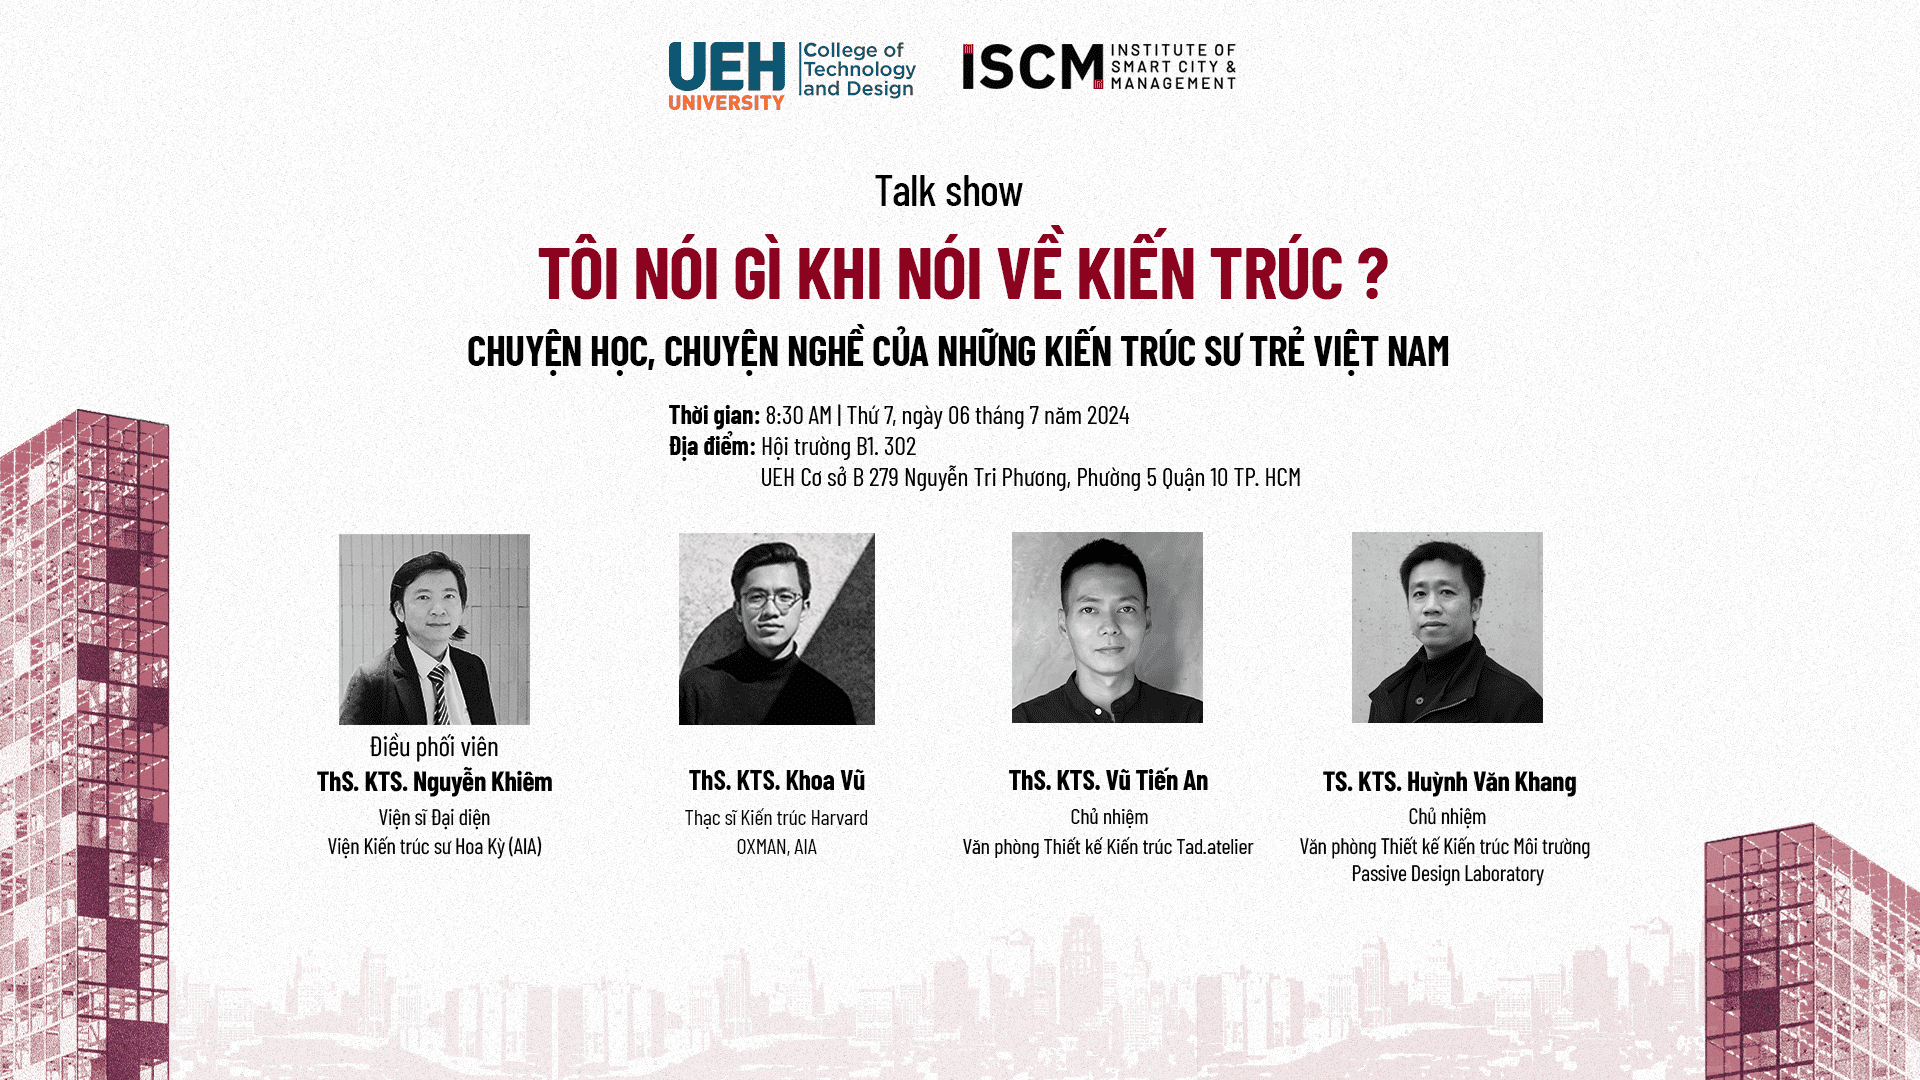 UEH
UNIVERSITY
College of
Technology
and Design
ISCM
INSTITUTE OF
SMART CITY &
MANAGEMENT
Talk show
TÔI NÓI GÌ KHI NÓI VỀ KIẾN TRÚC ?
CHUYỆN HỌC, CHUYỆN NGHỀ CỦA NHỮNG KIẾN TRÚC SƯ TRẺ VIỆT NAM
Thời gian: 8:30 AM | Thứ 7, ngày 06 tháng 7 năm 2024
Địa điểm: Hội trường B1. 302
UEH Cơ sở B 279 Nguyễn Tri Phương, Phường 5 Quận 10 TP. HCM
Điều phối viên
ThS. KTS. Nguyễn Khiêm
Viện sĩ Đại diện
Viện Kiến trúc sư Hoa Kỳ (AIA)
ThS. KTS. Khoa Vũ
Thạc sĩ Kiến trúc Harvard
OXMAN, AIA
ThS. KTS. Vũ Tiến An
Chủ nhiệm
Văn phòng Thiết kế Kiến trúc Tad.atelier
TS. KTS. Huỳnh Văn Khang
Chủ nhiệm
Văn phòng Thiết kế Kiến trúc Môi trường
Passive Design Laboratory